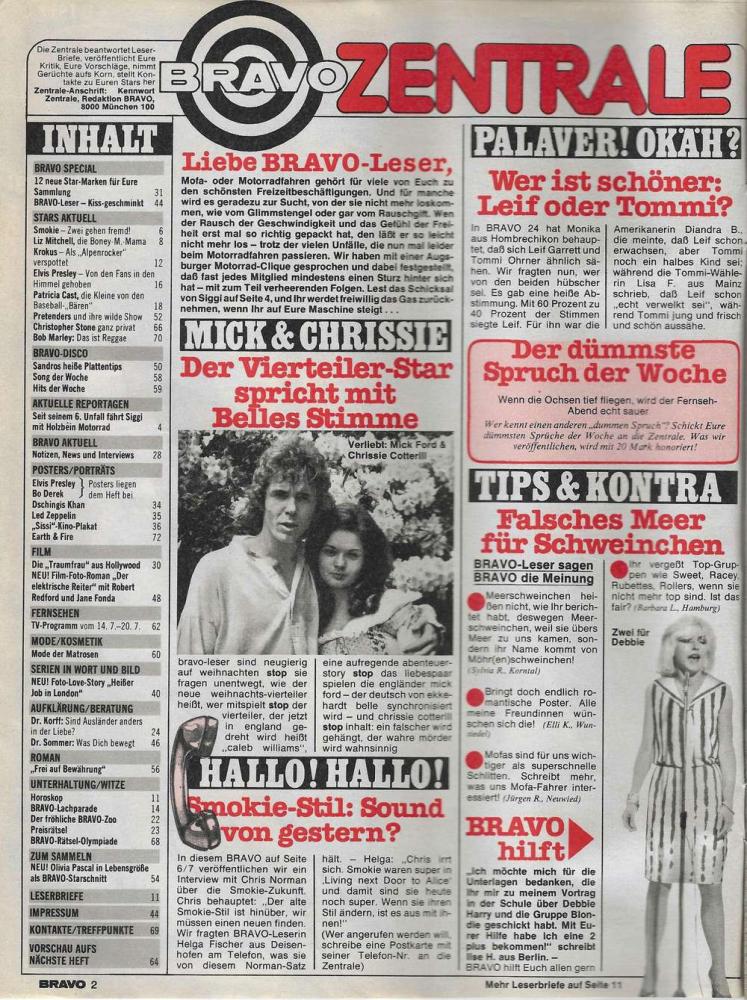 Die Zentrale beantwortet Leser-
Briefe, veröffentlicht Eure
Kritik, Eure Vorschläge, nimmt
Gerüchte aufs Korn, stellt Kon-
takte zu Euren Stars her
Zentrale-Anschrift: Kennwort
Zentrale, Redaktion BRAVO,
8000 München 100
BRAVO ZENTRALE
INHALT
BRAVO SPECIAL
12 neue Star-Marken für Eure
Sammlung 31
BRAVO-Leser – Kiss-geschminkt 44
STARS AKTUELL
Smokie – Zwei gehen fremd! 6
Liz Mitchell, die Boney-M.-Mama 8
Krokus – Als „Alpenrocker"
verspottet 12
Elvis Presley – Von den Fans in den
Himmel gehoben 16
Patricia Cast, die Kleine von den
Baseball-„Bären" 18
Pretenders und ihre wilde Show 52
Christopher Stone ganz privat 66
Bob Marley: Das ist Reggae 70
BRAVO-DISCO
Sandros heiße Plattentips 50
Song der Woche 58
Hits der Woche 59
AKTUELLE REPORTAGEN
Seit seinem 6. Unfall fährt Siggi
mit Holzbein Motorrad 4
BRAVO AKTUELL
Notizen, News und Interviews 28
POSTERS/PORTRÄTS
Elvis Presley } Posters liegen
Bo Derek dem Heft bei
Dschingis Khan 34
Led Zeppelin 35
„Sissi"-Kino-Plakat 36
Earth & Fire 72
FILM
Die „Traumfrau" aus Hollywood 30
NEU! Film-Foto-Roman „Der
elektrische Reiter" mit Robert
Redford und Jane Fonda 48
FERNSEHEN
TV-Programm vom 14. 7.–20. 7. 62
MODE/KOSMETIK
Mode der Matrosen 60
SERIEN IN WORT UND BILD
NEU! Foto-Love-Story „Heißer
Job in London" 40
AUFKLÄRUNG/BERATUNG
Dr. Korff: Sind Ausländer anders
in der Liebe? 24
Dr. Sommer: Was Dich bewegt 46
ROMAN
„Frei auf Bewährung" 56
UNTERHALTUNG/WITZE
Horoskop 11
BRAVO-Lachparade 14
Der fröhliche BRAVO-Zoo 22
Preisrätsel 23
BRAVO-Rätsel-Olympiade 68
ZUM SAMMELN
NEU! Olivia Pascal in Lebensgröße
als BRAVO-Starschnitt 54
LESERBRIEFE 11
IMPRESSUM 44
KONTAKTE/TREFFPUNKTE 69
VORSCHAU AUFS
NÄCHSTE HEFT 64
Liebe BRAVO-Leser,
Mofa- oder Motorradfahren gehört für viele von Euch zu
den schönsten Freizeitbeschäftigungen. Und für manche
wird es geradezu zur Sucht, von der sie nicht mehr loskom-
men, wie vom Glimmstengel oder gar vom Rauschgift. Wen
der Rausch der Geschwindigkeit und das Gefühl der Frei-
heit erst mal so richtig gepackt hat, den läßt er so leicht
nicht mehr los – trotz der vielen Unfälle, die nun mal leider
beim Motorradfahren passieren. Wir haben mit einer Augs-
burger Motorrad-Clique gesprochen und dabei festgestellt,
daß fast jedes Mitglied mindestens einen Sturz hinter sich
hat – mit zum Teil verheerenden Folgen. Lest das Schicksal
von Siggi auf Seite 4, und Ihr werdet freiwillig das Gas zurück-
nehmen, wenn Ihr auf Eure Maschine steigt . . .
MICK & CHRISSIE
Der Vierteiler-Star
spricht mit
Belles Stimme
Verliebt: Mick Ford &
Chrissie Cotterill
bravo-leser sind neugierig
auf weihnachten stop sie
fragen unentwegt, wie der
neue weihnachts-vierteiler
heißt, wer mitspielt stop der
vierteiler, der jetzt
in england ge-
dreht wird heißt
„caleb williams",
eine aufregende abenteuer-
story stop das liebespaar
spielen die engländer mick
ford – der deutsch von ekke-
hardt belle synchronisiert
wird – und chrissie cotterill
stop inhalt: ein falscher wird
gehängt, der wahre mörder
wird wahnsinnig
HALLO! HALLO!
Smokie-Stil: Sound
von gestern?
In diesem BRAVO auf Seite
6/7 veröffentlichen wir ein
Interview mit Chris Norman
über die Smokie-Zukunft.
Chris behauptet: „Der alte
Smokie-Stil ist hinüber, wir
müssen einen neuen finden.
Wir fragten BRAVO-Leserin
Helga Fischer aus Deisen-
hofen am Telefon, was sie
von diesem Norman-Satz
hält. – Helga: „Chris irrt
sich. Smokie waren super in
‚Living next Door to Alice'
und damit sind sie heute
noch super. Wenn sie ihren
Stil ändern, ist es aus mit ih-
nen!"
(Wer angerufen werden will,
schreibe eine Postkarte mit
seiner Telefon-Nr. an die
Zentrale)
PALAVER! OKÄH?
Wer ist schöner:
Leif oder Tommi?
In BRAVO 24 hat Monika
aus Hombrechikon behaup-
tet, daß sich Leif Garrett und
Tommi Ohrner ähnlich sä-
hen. Wir fragten nun, wer
von den beiden hübscher
sei. Es gab eine heiße Ab-
stimmung. Mit 60 Prozent zu
40 Prozent der Stimmen
siegte Leif. Für ihn war die
Amerikanerin Diandra B.,
die meinte, daß Leif schon
erwachsen, aber Tommi
noch ein halbes Kind sei;
während die Tommi-Wähle-
rin Lisa F. aus Mainz
schrieb, daß Leif schon
„echt verwelkt sei", wäh-
rend Tommi jung und frisch
und schön aussähe.
Der dümmste
Spruch der Woche
Wenn die Ochsen tief fliegen, wird der Fernseh-
Abend echt sauer
Wer kennt einen anderen „dummen Spruch"? Schickt Eure
dümmsten Sprüche der Woche an die Zentrale. Was wir
veröffentlichen, wird mit 20 Mark honoriert!
TIPS & KONTRA
Falsches Meer
für Schweinchen
BRAVO-Leser sagen
BRAVO die Meinung
Meerschweinchen hei-
ßen nicht, wie Ihr berich-
tet habt, deswegen Meer-
schweinchen, weil sie übers
Meer zu uns kamen, son-
dern ihr Name kommt von
Möhr(en)schweinchen!
(Sylvia R., Korntal)
Bringt doch endlich ro-
mantische Poster. Alle
meine Freundinnen wün-
schen sich die! (Elli K., Wun-
siedel)
Mofas sind für uns wich-
tiger als superschnelle
Schlitten. Schreibt mehr,
was uns Mofa-Fahrer inter-
essiert! (Jürgen R., Neuwied)
Ihr vergeßt Top-Grup-
pen wie Sweet, Racey,
Rubettes, Rollers, wenn sie
nicht mehr top sind. Ist das
fair? (Barbara L., Hamburg)
Zwei für
Debbie
BRAVO
hilft
„Ich möchte mich für die
Unterlagen bedanken, die
Ihr mir zu meinem Vortrag
in der Schule über Debbie
Harry und die Gruppe Blon-
die geschickt habt. Mit Eu-
rer Hilfe habe ich eine 2
plus bekommen!" schreibt
Ilse H. aus Berlin. –
BRAVO hilft Euch allen gern
BRAVO 2
Mehr Leserbriefe auf Seite 11